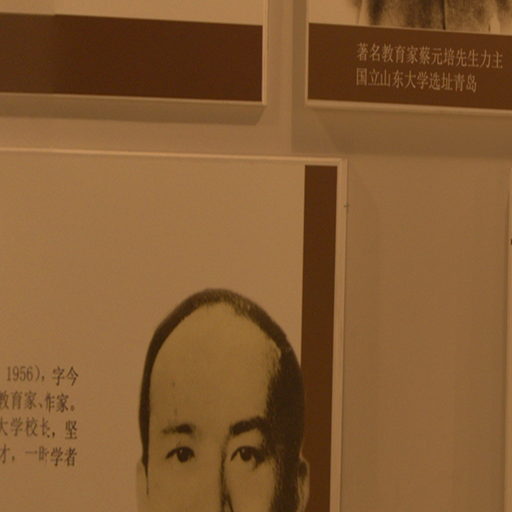 著名教育家蔡元培先生力主
国立山东大学选址青岛
1956），字今
教育家、作家。
大学校长，坚
才，一时学者